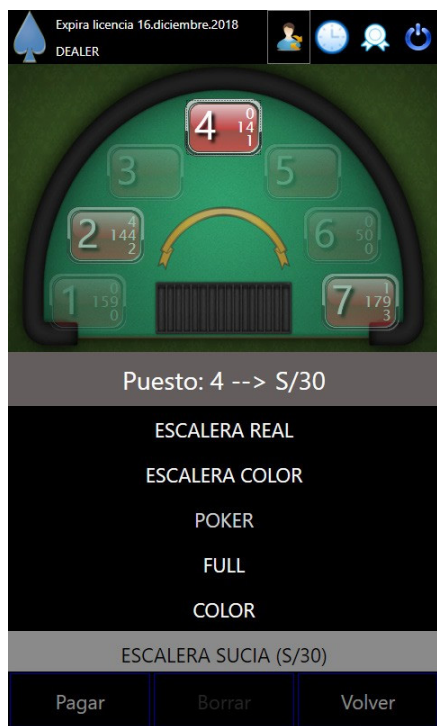 Expira licencia 16.diciembre.2018
DEALER
4
0
14
1
3
5
2
4
144
2
6
0
50
0
1
0
159
0
7
1
179
3
Puesto: 4 --> S/30
ESCALERA REAL
ESCALERA COLOR
POKER
FULL
COLOR
ESCALERA SUCIA (S/30)
Pagar
Borrar
Volver